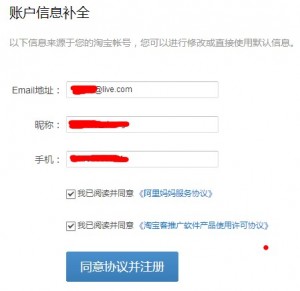 账户信息补全
以下信息来源于您的淘宝帐号，您可以进行修改或直接使用默认信息。
Email地址： @live.com
昵称：
手机：
我已阅读并同意 《阿里妈妈服务协议》
我已阅读并同意 《淘宝客推广软件产品使用许可协议》
同意协议并注册